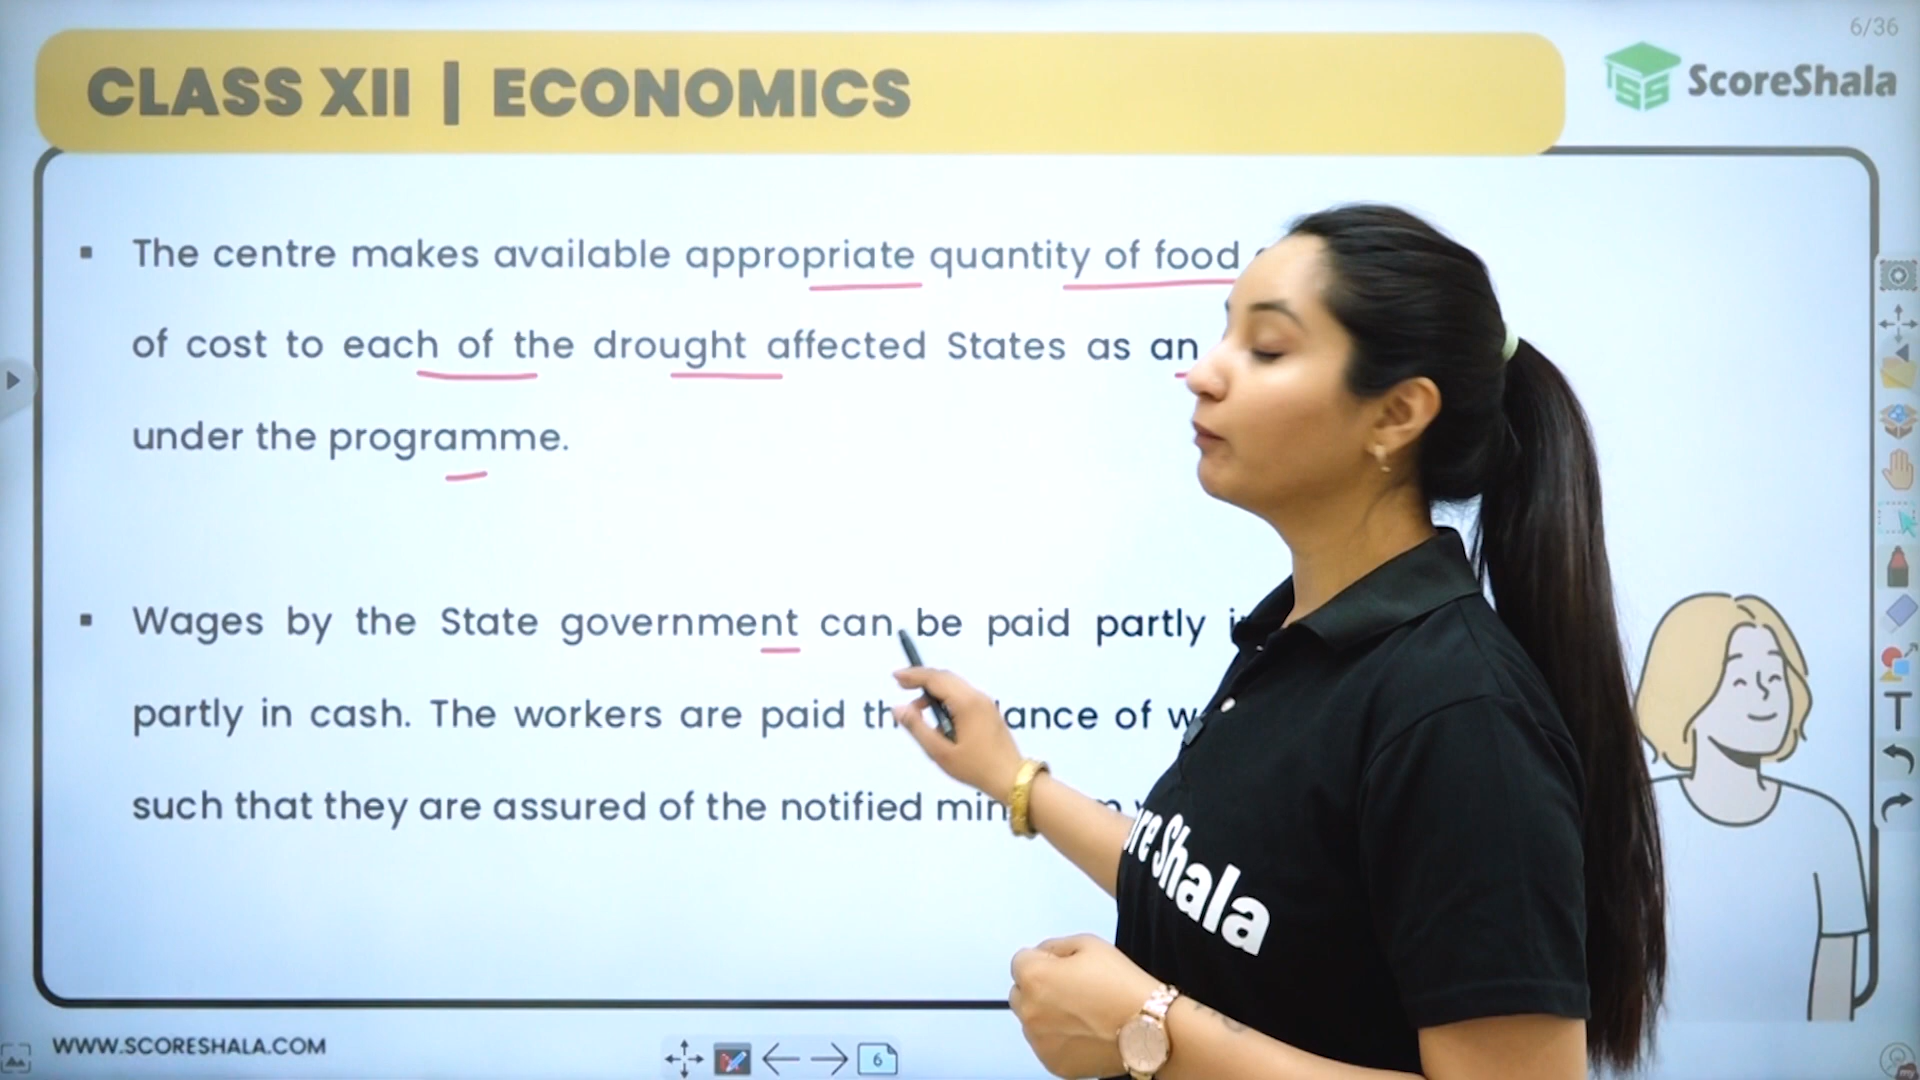 6/36
CLASS XII | ECONOMICS
ScoreShala
The centre makes available appropriate quantity of food
of cost to each of the drought affected States as an
under the programme.
Wages by the State government can be paid partly
partly in cash. The workers are paid of
such that they are assured of the notified
Shala
WWW.SCORESHALA.COM
6